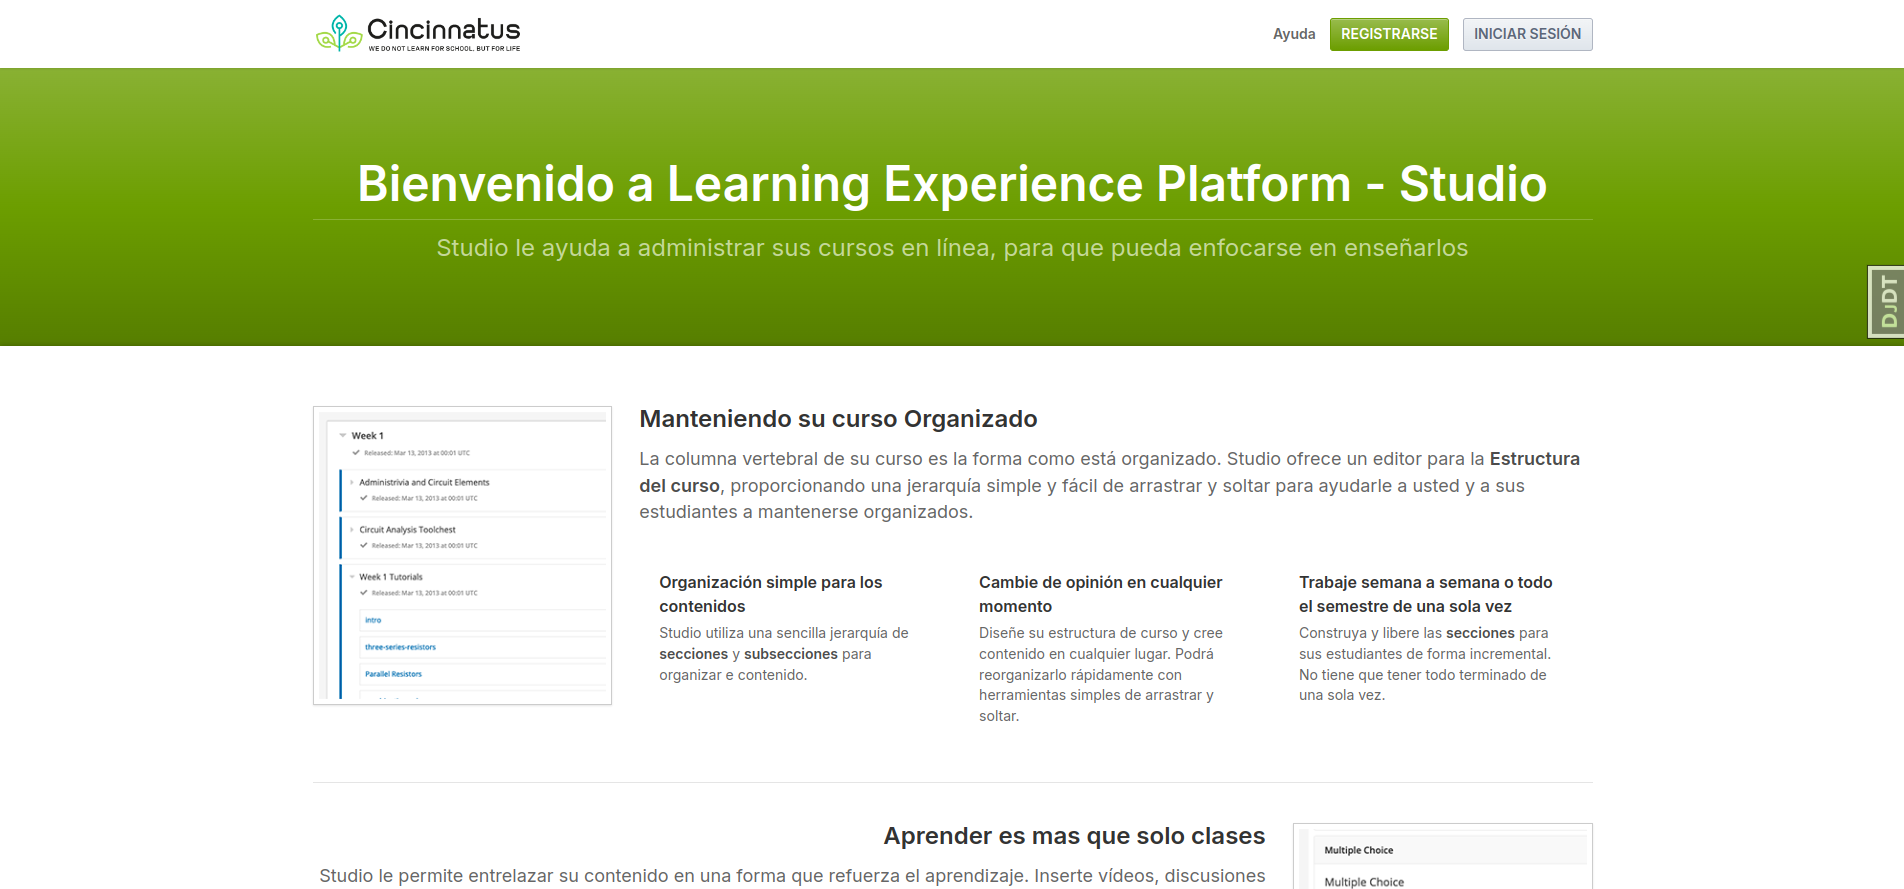 Cincinnatus
WE DO NOT LEARN FOR SCHOOL, BUT FOR LIFE
Ayuda
REGISTRARSE
INICIAR SESIÓN
Bienvenido a Learning Experience Platform - Studio
Studio le ayuda a administrar sus cursos en línea, para que pueda enfocarse en enseñarlos
DJDT
Week 1
Released: Mar 13, 2013 at 00:01 UTC
Administrivia and Circuit Elements
Released: Mar 13, 2013 at 00:01 UTC
Circuit Analysis Toolchest
Released: Mar 13, 2013 at 00:01 UTC
Week 1 Tutorials
Released: Mar 13, 2013 at 00:01 UTC
intro
three-series-resistors
Parallel Resistors
Manteniendo su curso Organizado
La columna vertebral de su curso es la forma como está organizado. Studio ofrece un editor para la Estructura
del curso, proporcionando una jerarquía simple y fácil de arrastrar y soltar para ayudarle a usted y a sus
estudiantes a mantenerse organizados.
Organización simple para los
contenidos
Studio utiliza una sencilla jerarquía de
secciones y subsecciones para
organizar e contenido.
Cambie de opinión en cualquier
momento
Diseñe su estructura de curso y cree
contenido en cualquier lugar. Podrá
reorganizarlo rápidamente con
herramientas simples de arrastrar y
soltar.
Trabaje semana a semana o todo
el semestre de una sola vez
Construya y libere las secciones para
sus estudiantes de forma incremental.
No tiene que tener todo terminado de
una sola vez.
Aprender es mas que solo clases
Studio le permite entrelazar su contenido en una forma que refuerza el aprendizaje. Inserte vídeos, discusiones
Multiple Choice
Multiple Choice